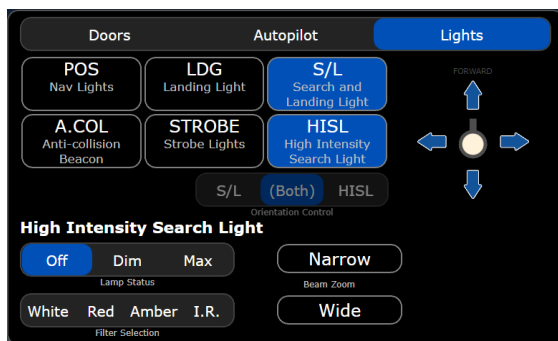 Doors Autopilot Lights
POS LDG S/L FORWARD
Nav Lights Landing Light Search and
Landing Light
A.COL STROBE HISL
Anti-collision Strobe Lights High Intensity
Beacon Search Light
S/L (Both) HISL
Orientation Control
High Intensity Search Light
Off Dim Max Narrow
Lamp Status Beam Zoom
White Red Amber I.R. Wide
Filter Selection